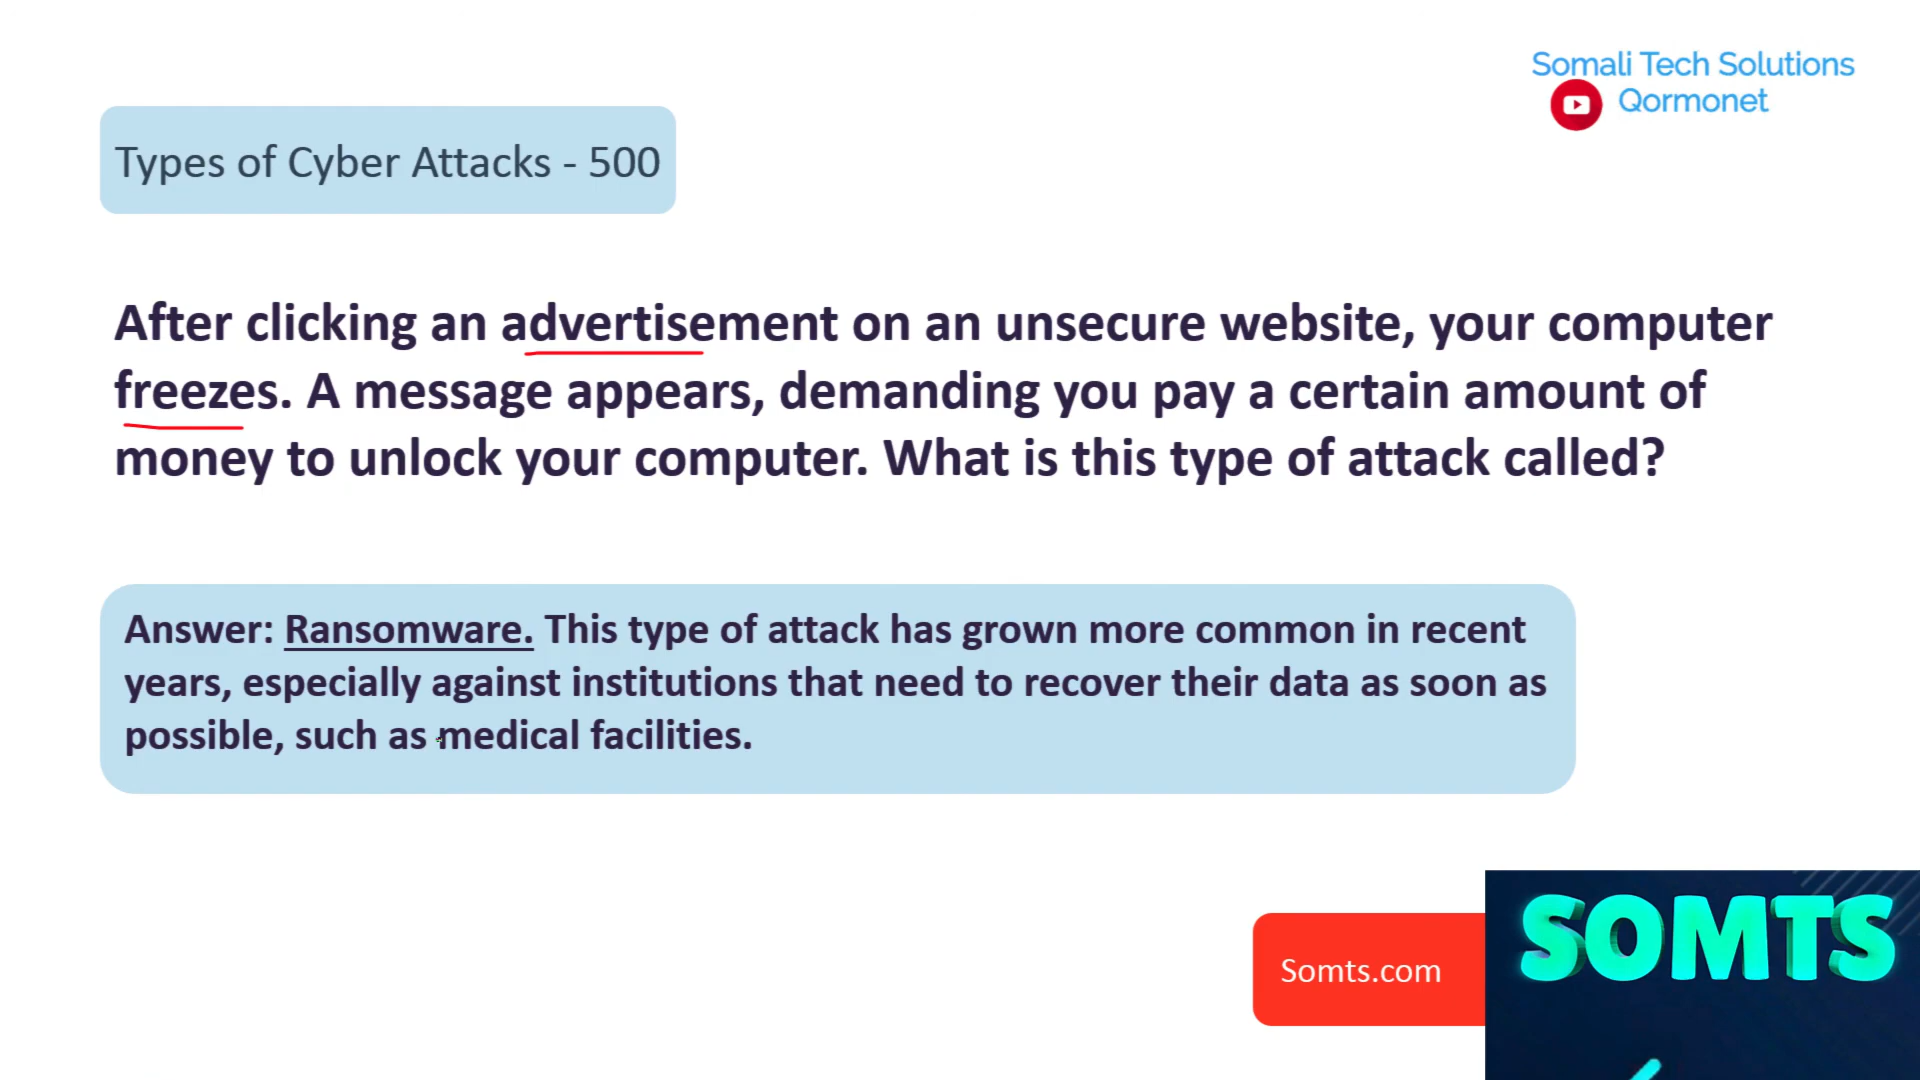 Somali Tech Solutions
Qormonet
Types of Cyber Attacks - 500
After clicking an advertisement on an unsecure website, your computer
freezes. A message appears, demanding you pay a certain amount of
money to unlock your computer. What is this type of attack called?
Answer: Ransomware. This type of attack has grown more common in recent
years, especially against institutions that need to recover their data as soon as
possible, such as medical facilities.
Somts.com
SOMTS